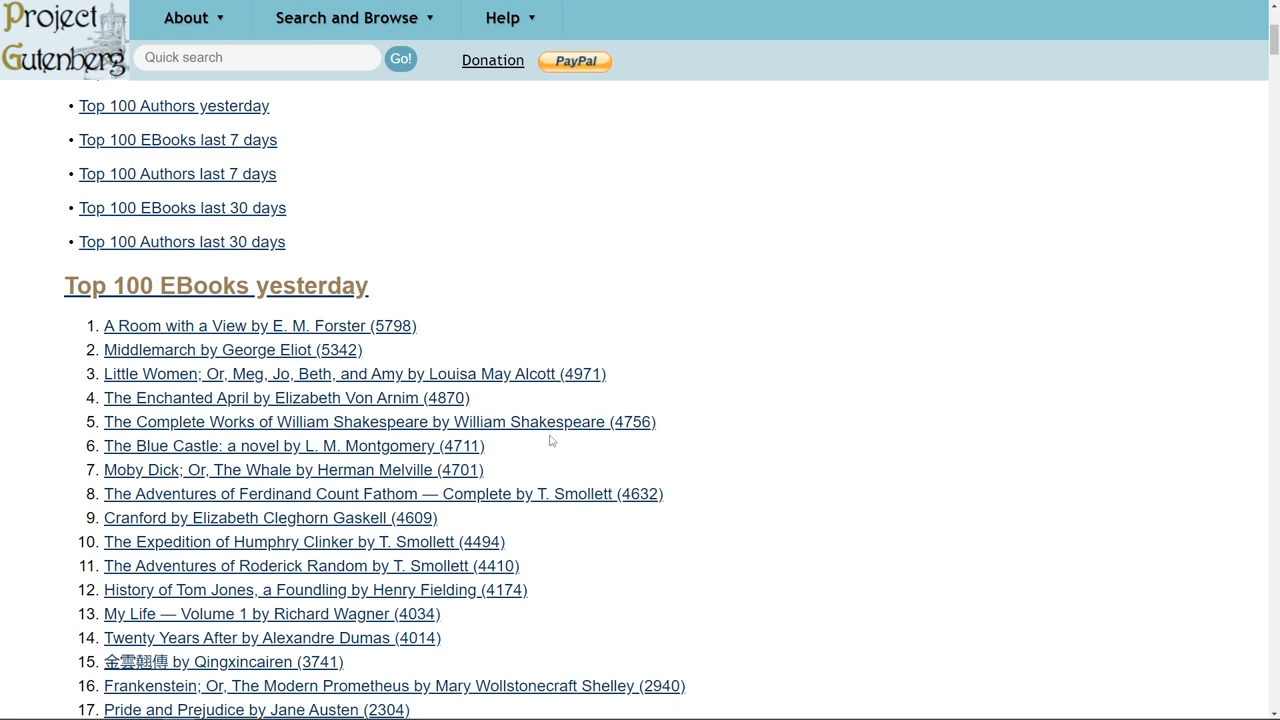 Project Gutenberg
About ▼ Search and Browse ▼ Help ▼
Quick search Go! Donation PayPal
• Top 100 Authors yesterday
• Top 100 EBooks last 7 days
• Top 100 Authors last 7 days
• Top 100 EBooks last 30 days
• Top 100 Authors last 30 days
Top 100 EBooks yesterday
1. A Room with a View by E. M. Forster (5798)
2. Middlemarch by George Eliot (5342)
3. Little Women; Or, Meg, Jo, Beth, and Amy by Louisa May Alcott (4971)
4. The Enchanted April by Elizabeth Von Arnim (4870)
5. The Complete Works of William Shakespeare by William Shakespeare (4756)
6. The Blue Castle: a novel by L. M. Montgomery (4711)
7. Moby Dick; Or, The Whale by Herman Melville (4701)
8. The Adventures of Ferdinand Count Fathom — Complete by T. Smollett (4632)
9. Cranford by Elizabeth Cleghorn Gaskell (4609)
10. The Expedition of Humphry Clinker by T. Smollett (4494)
11. The Adventures of Roderick Random by T. Smollett (4410)
12. History of Tom Jones, a Foundling by Henry Fielding (4174)
13. My Life — Volume 1 by Richard Wagner (4034)
14. Twenty Years After by Alexandre Dumas (4014)
15. 金雲翹傳 by Qingxincairen (3741)
16. Frankenstein; Or, The Modern Prometheus by Mary Wollstonecraft Shelley (2940)
17. Pride and Prejudice by Jane Austen (2304)